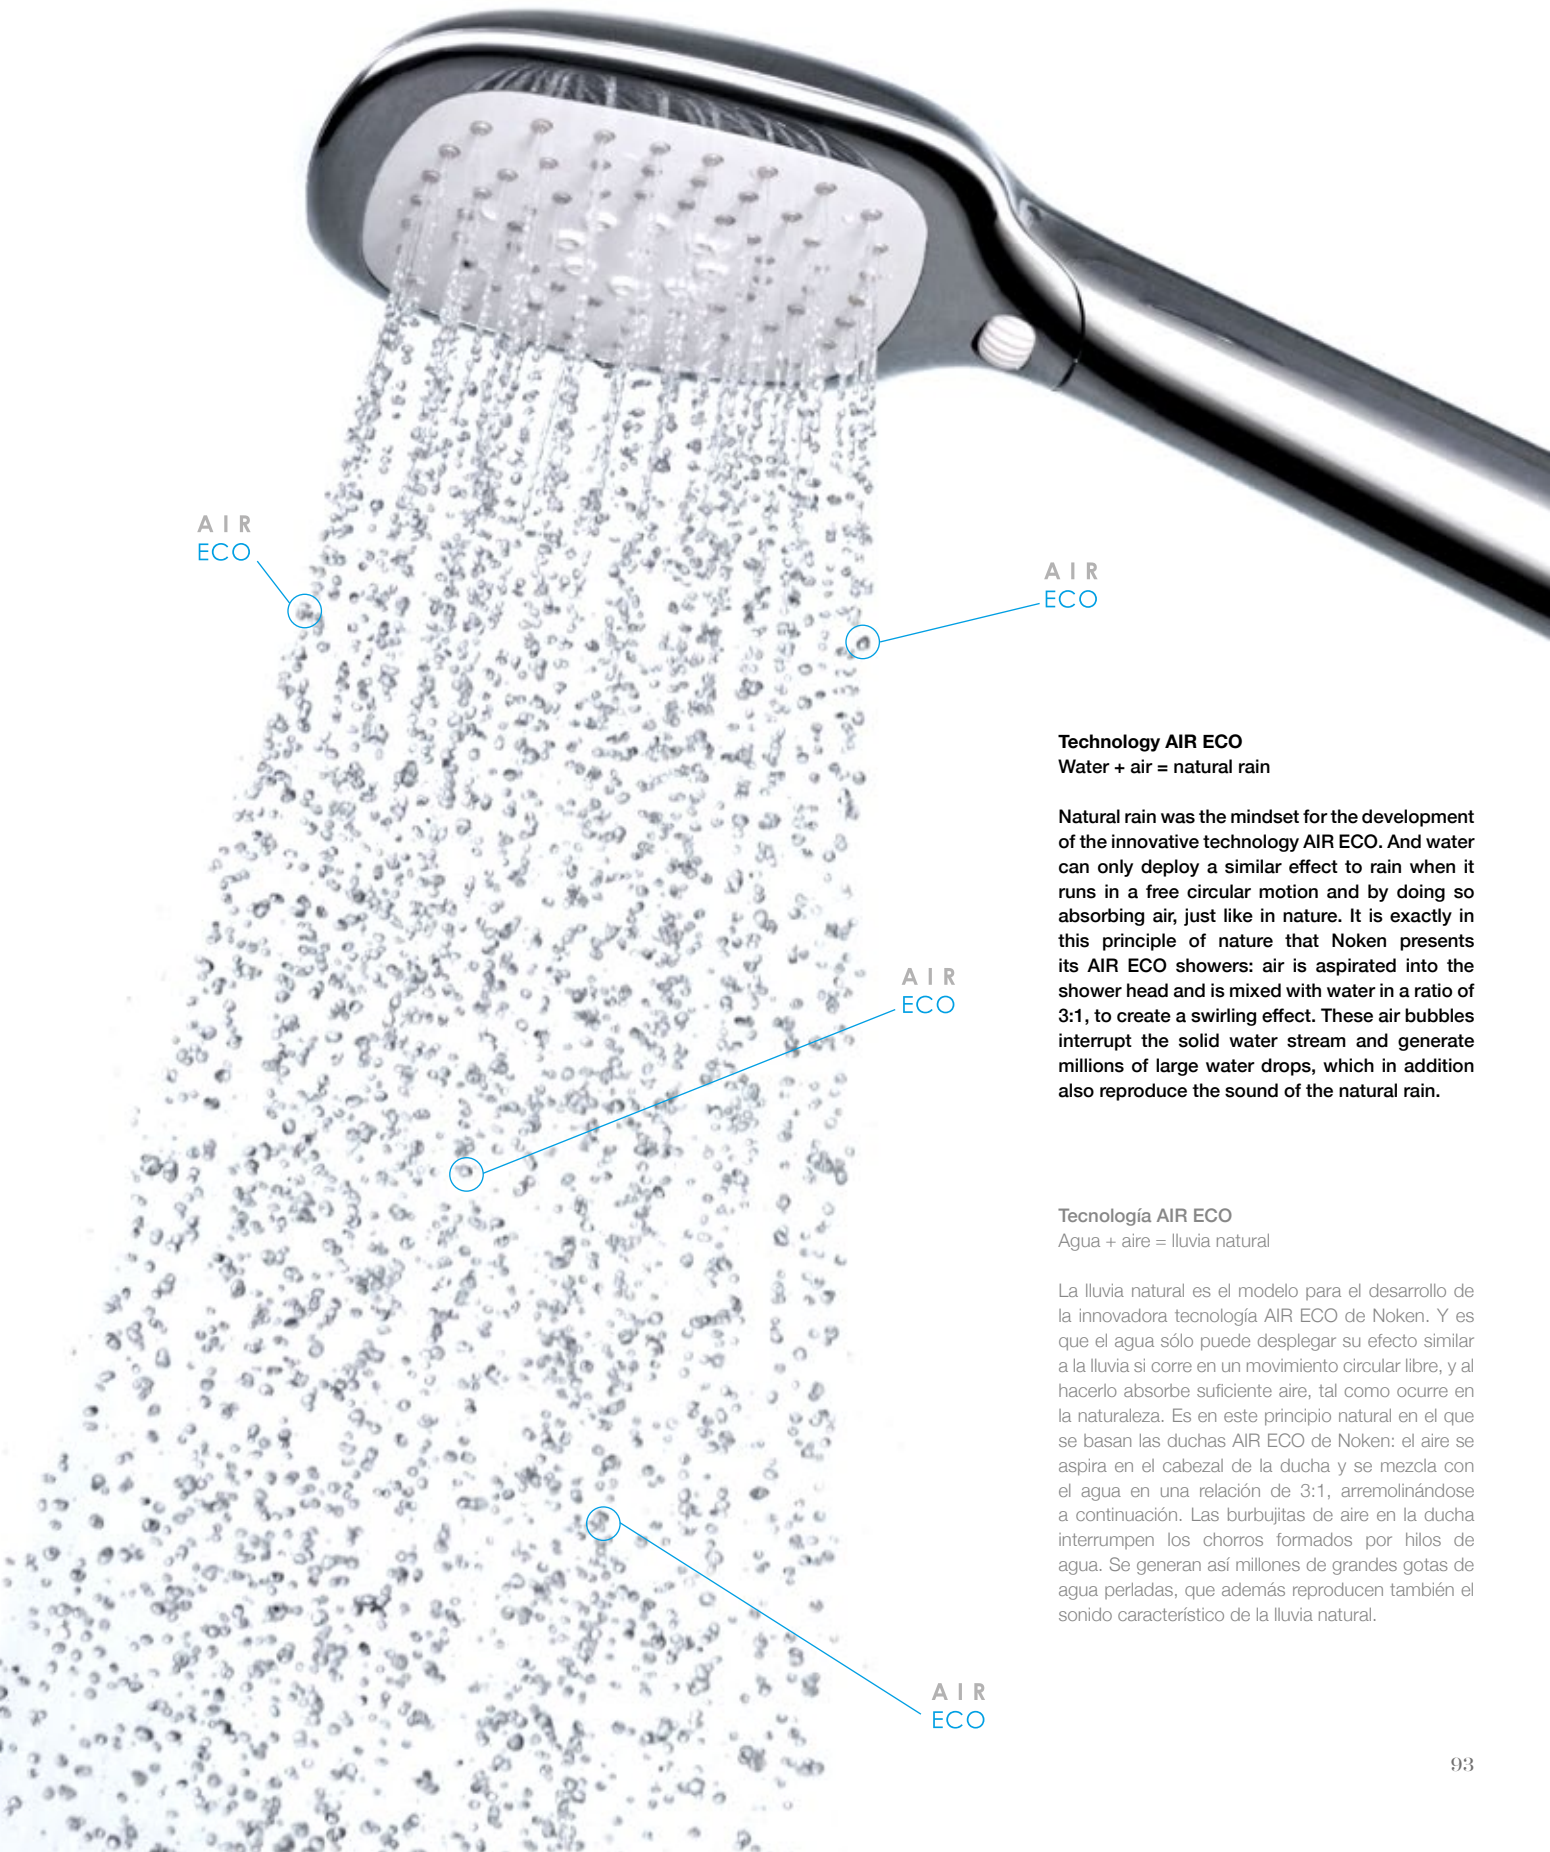 AIR
ECO
AIR
ECO
Technology AIR ECO
Water + air = natural rain
Natural rain was the mindset for the development
of the innovative technology AIR ECO. And water
can only deploy a similar effect to rain when it
runs in a free circular motion and by doing so
absorbing air, just like in nature. It is exactly in
this principle of nature that Noken presents
its AIR ECO showers: air is aspirated into the
shower head and is mixed with water in a ratio of
3:1, to create a swirling effect. These air bubbles
interrupt the solid water stream and generate
millions of large water drops, which in addition
also reproduce the sound of the natural rain.
AIR
ECO
Tecnología AIR ECO
Agua + aire = lluvia natural
La lluvia natural es el modelo para el desarrollo de
la innovadora tecnología AIR ECO de Noken. Y es
que el agua sólo puede desplegar su efecto similar
a la lluvia si corre en un movimiento circular libre, y al
hacerlo absorbe suficiente aire, tal como ocurre en
la naturaleza. Es en este principio natural en el que
se basan las duchas AIR ECO de Noken: el aire se
aspira en el cabezal de la ducha y se mezcla con
el agua en una relación de 3:1, arremolinándose
a continuación. Las burbujitas de aire en la ducha
interrumpen los chorros formados por hilos de
agua. Se generan así millones de grandes gotas de
agua perladas, que además reproducen también el
sonido característico de la lluvia natural.
AIR
ECO
93